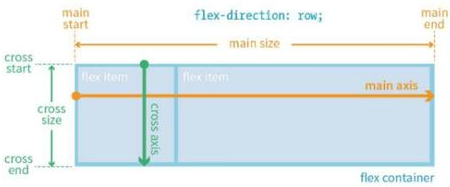 main
start
flex-direction: row;
main
end
main size
cross
start
flex item
flex item
main axis
cross
size
cross axis
cross
end
flex container